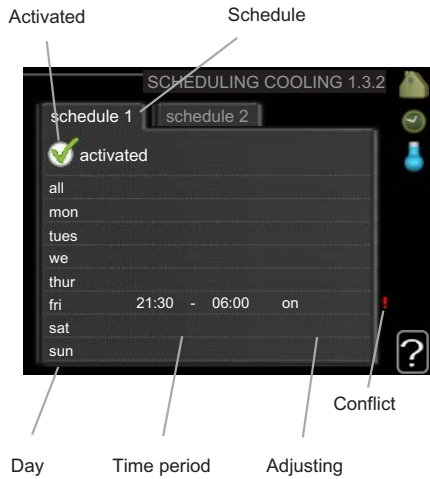 Activated Schedule
SCHEDULING COOLING 1.3.2
schedule 1 schedule 2
activated
all
mon
tues
we
thur
fri 21:30 - 06:00 on !
sat
sun
?
Conflict
Day Time period Adjusting